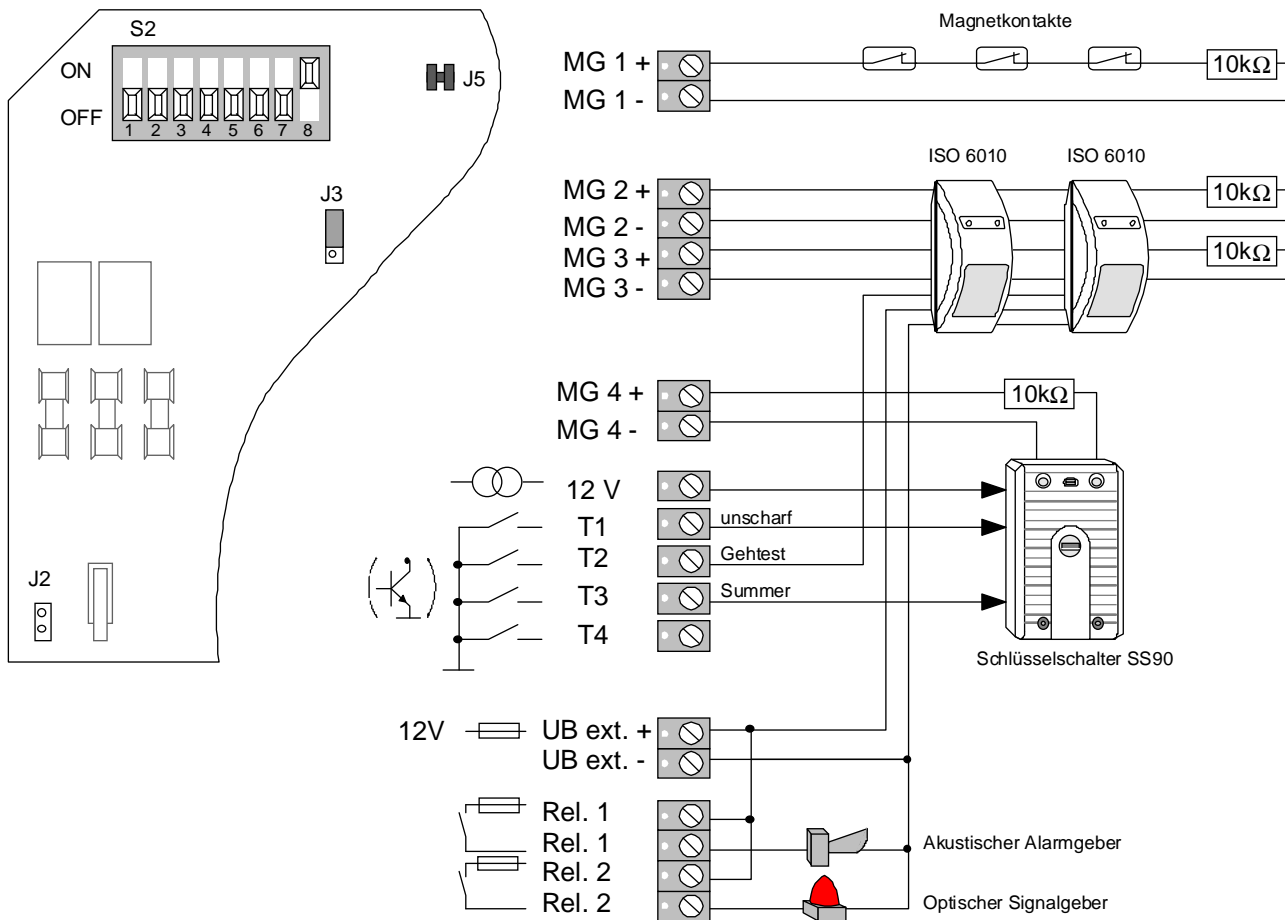 S2
ON
OFF
1 2 3 4 5 6 7 8
J5
J3
J2
Magnetkontakte
MG 1 +
10kΩ
MG 1 -
ISO 6010 ISO 6010
MG 2 +
10kΩ
MG 2 -
MG 3 +
10kΩ
MG 3 -
MG 4 +
10kΩ
MG 4 -
12 V
T1 unscharf
T2 Gehtest
T3 Summer
T4
Schlüsselschalter SS90
12V UB ext. +
UB ext. -
Rel. 1
Rel. 1 Akustischer Alarmgeber
Rel. 2
Rel. 2 Optischer Signalgeber